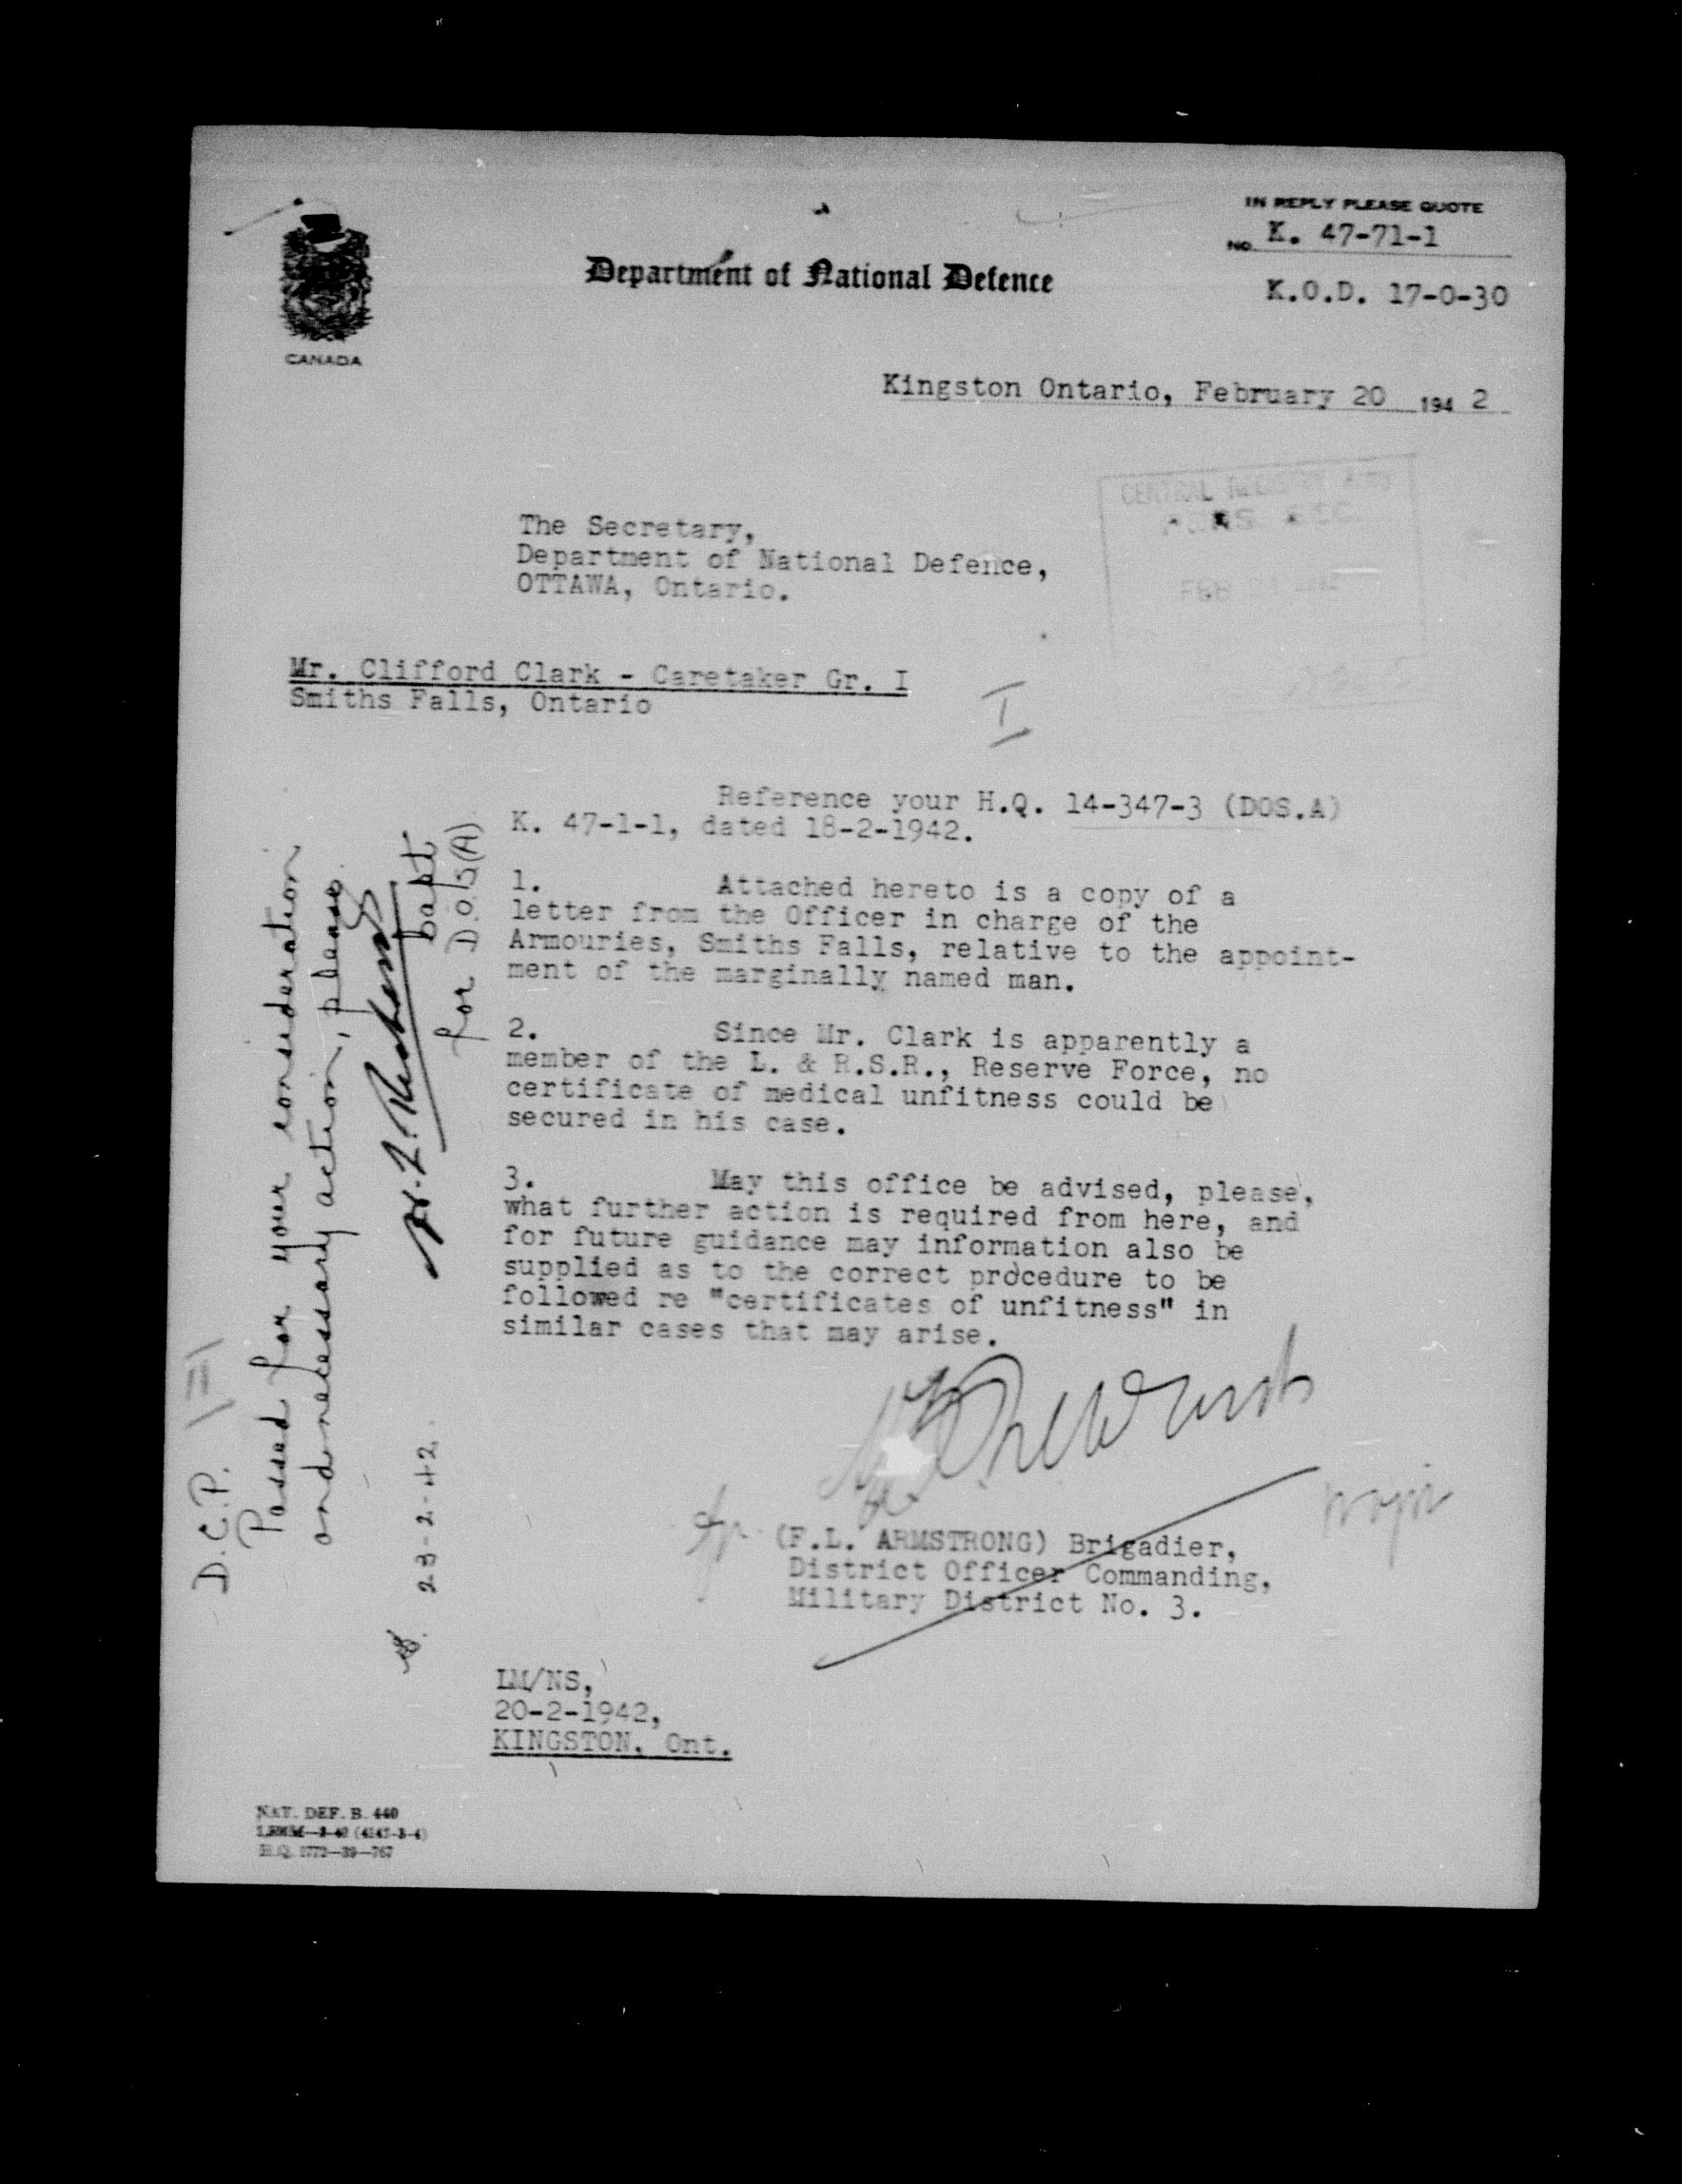 IN REPLY PLEASE QUOTE
NO. K. 47-71-1
Department of National Defence
K.O.D. 17-0-30
CANADA
Kingston Ontario, February 20 1942
CENTRAL REGISTRY
FEB
The Secretary,
Department of National Defence,
OTTAWA, Ontario.
Mr. Clifford Clark - Caretaker Gr. I
Smiths Falls, Ontario
I
Reference your H.Q. 14-347-3 (DOS.A)
K. 47-1-1, dated 18-2-1942.
1. Attached hereto is a copy of a
letter from the Officer in charge of the
Armouries, Smiths Falls, relative to the appoint-
ment of the marginally named man.
2. Since Mr. Clark is apparently a
member of the L. & R.S.R., Reserve Force, no
certificate of medical unfitness could be
secured in his case.
3. May this office be advised, please,
what further action is required from here, and
for future guidance may information also be
supplied as to the correct procedure to be
followed re "certificates of unfitness" in
similar cases that may arise.
(F.L. ARMSTRONG) Brigadier,
District Officer Commanding,
Military District No. 3.
LM/NS,
20-2-1942,
KINGSTON, Ont.
D.C.P. II
Passed for your consideration
and necessary action, please.
Capt
for D.O.S(A)
23-2-42.
NAT. DEF. B. 440
H.Q. 1772-39-767